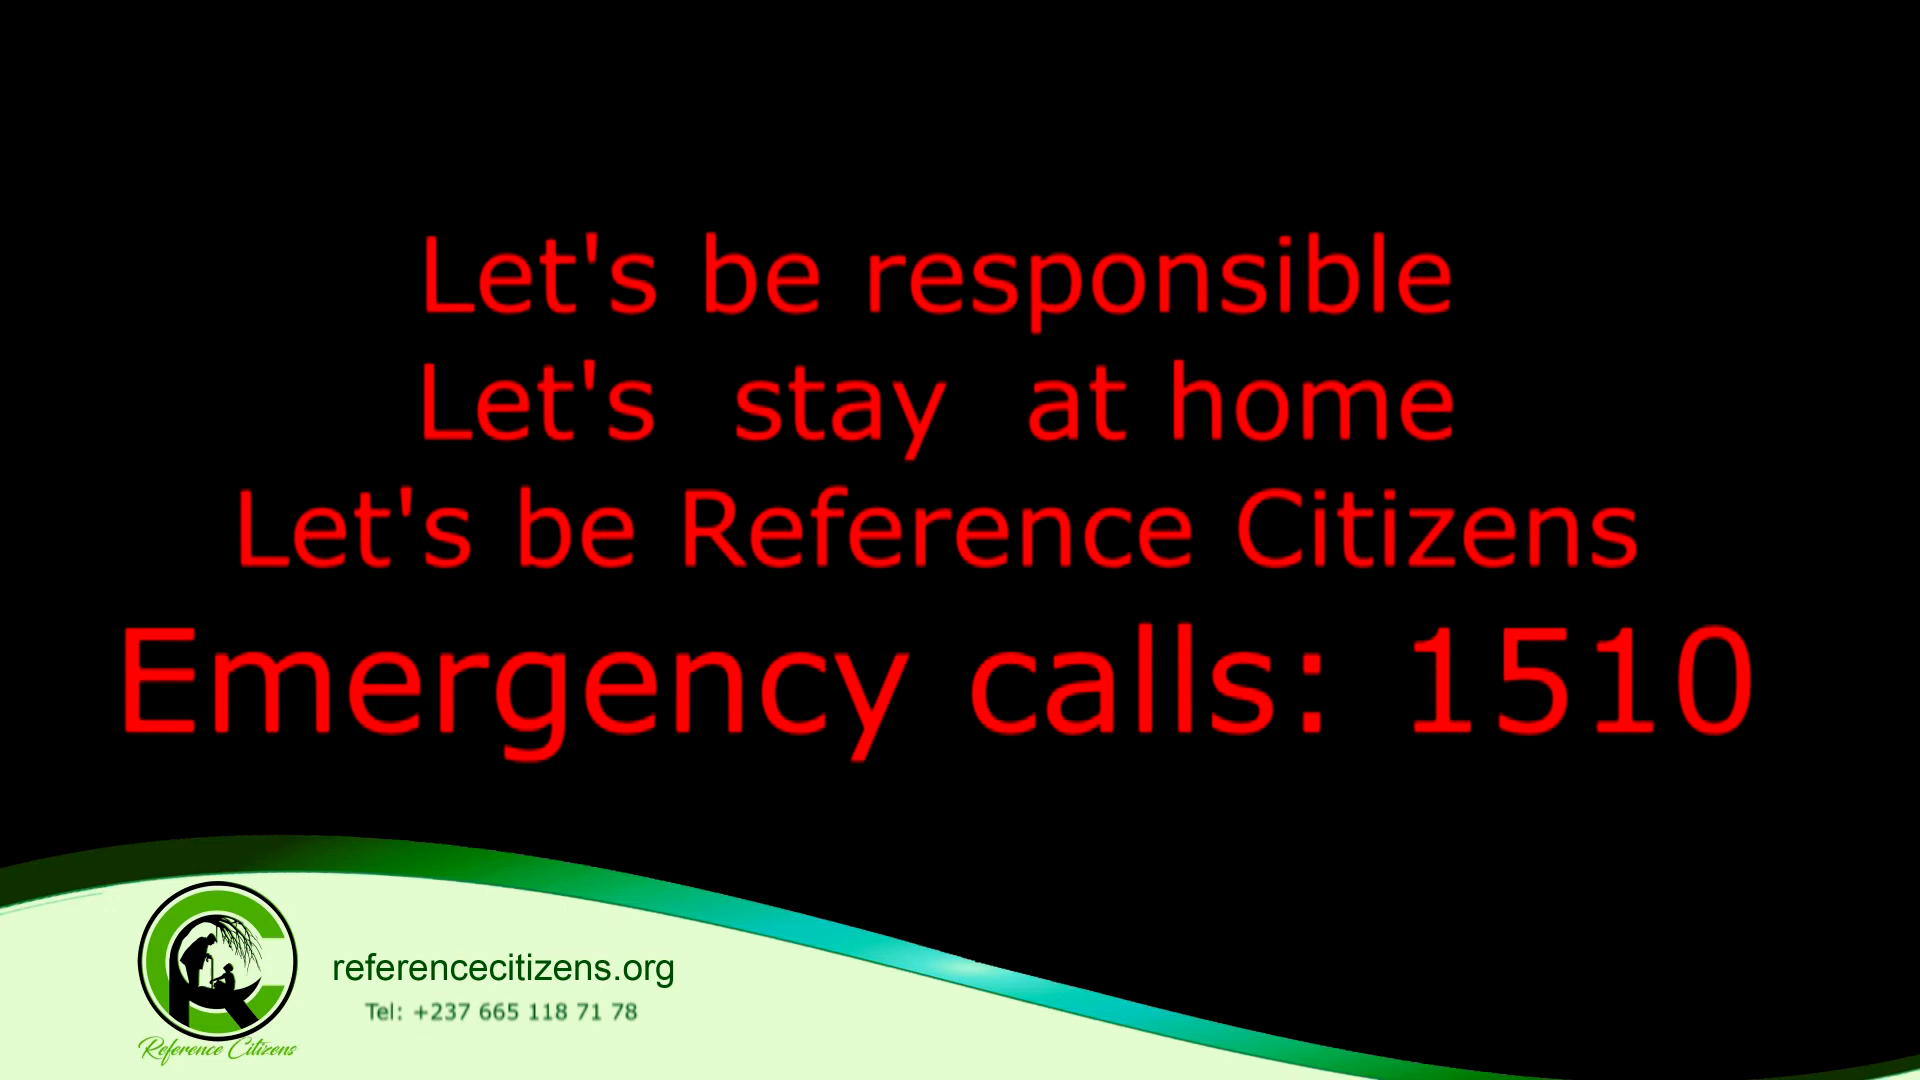 Let's be responsible
Let's stay at home
Let's be Reference Citizens
Emergency calls: 1510
referencecitizens.org
Tel: +237 665 118 71 78
Reference Citizens